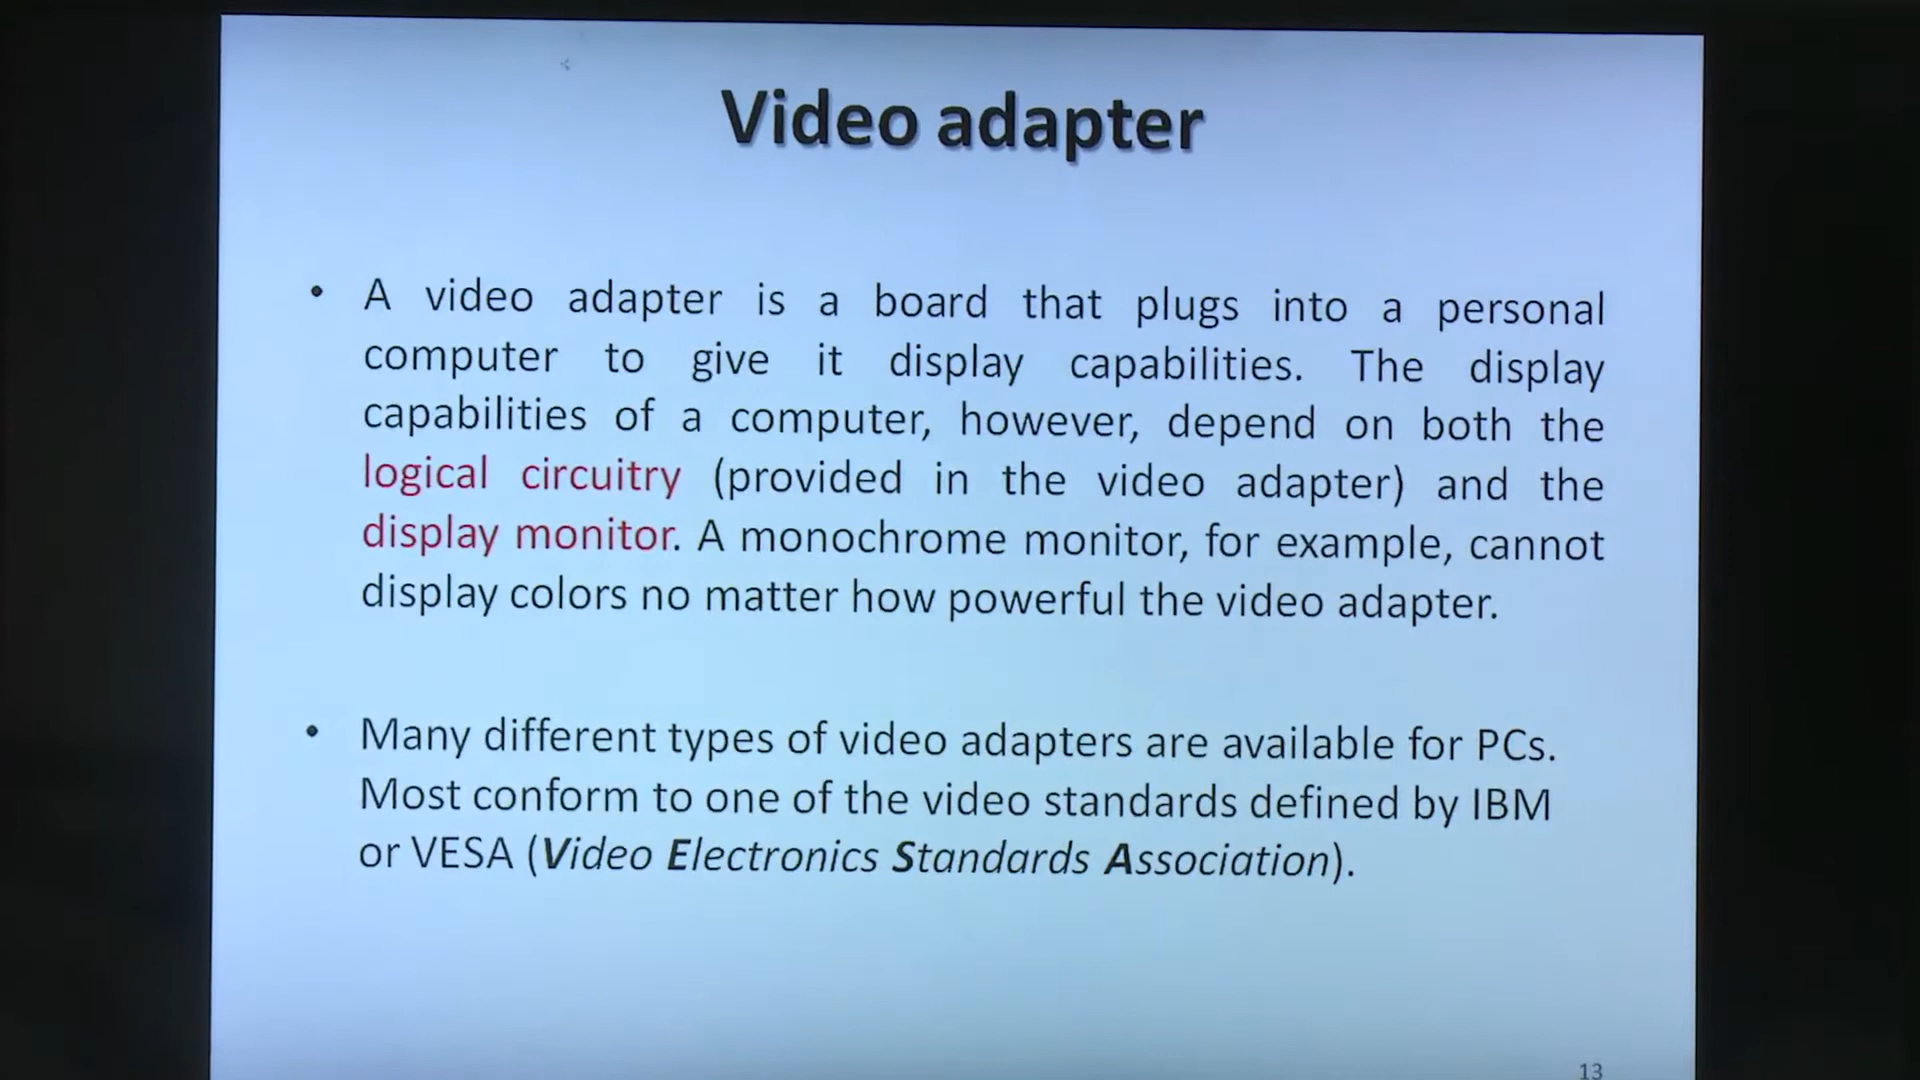 Video adapter
• A video adapter is a board that plugs into a personal
computer to give it display capabilities. The display
capabilities of a computer, however, depend on both the
logical circuitry (provided in the video adapter) and the
display monitor. A monochrome monitor, for example, cannot
display colors no matter how powerful the video adapter.
• Many different types of video adapters are available for PCs.
Most conform to one of the video standards defined by IBM
or VESA (Video Electronics Standards Association).
13